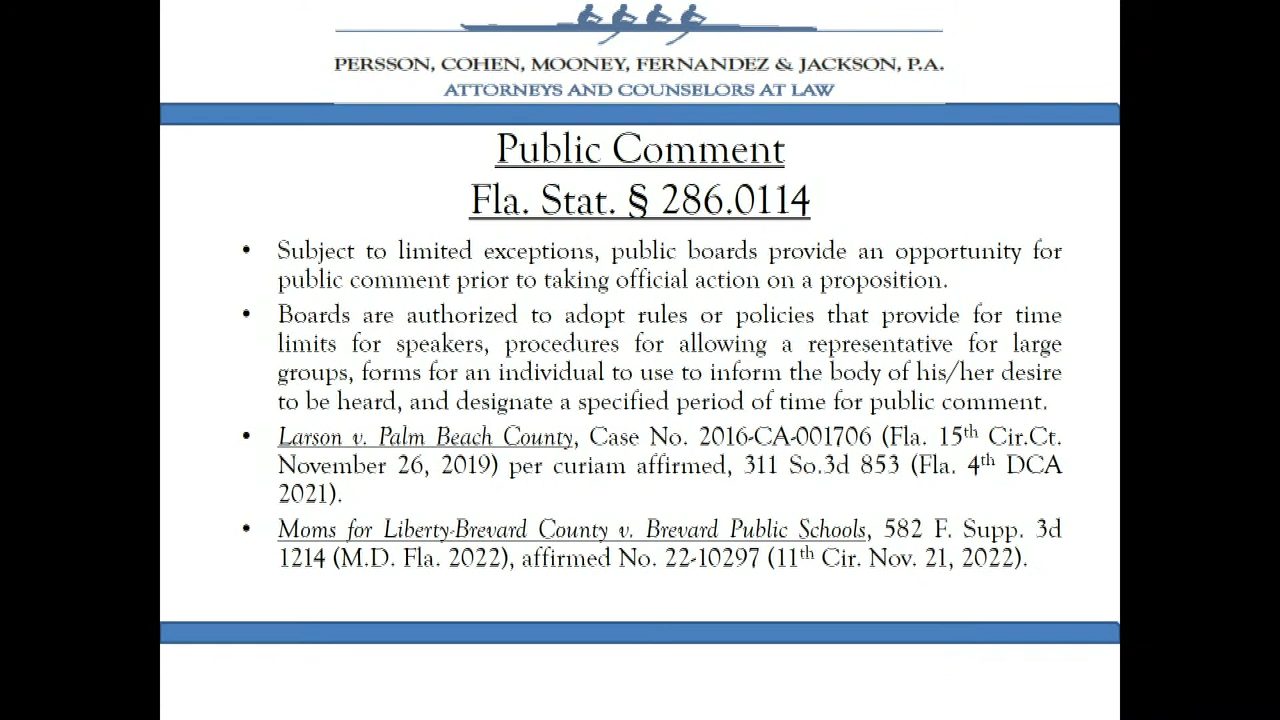 PERSSON, COHEN, MOONEY, FERNANDEZ & JACKSON, P.A.
ATTORNEYS AND COUNSELORS AT LAW
Public Comment
Fla. Stat. § 286.0114
• Subject to limited exceptions, public boards provide an opportunity for
public comment prior to taking official action on a proposition.
• Boards are authorized to adopt rules or policies that provide for time
limits for speakers, procedures for allowing a representative for large
groups, forms for an individual to use to inform the body of his/her desire
to be heard, and designate a specified period of time for public comment.
• Larson v. Palm Beach County, Case No. 2016-CA-001706 (Fla. 15th Cir.Ct.
November 26, 2019) per curiam affirmed, 311 So.3d 853 (Fla. 4th DCA
2021).
• Moms for Liberty-Brevard County v. Brevard Public Schools, 582 F. Supp. 3d
1214 (M.D. Fla. 2022), affirmed No. 22-10297 (11th Cir. Nov. 21, 2022).